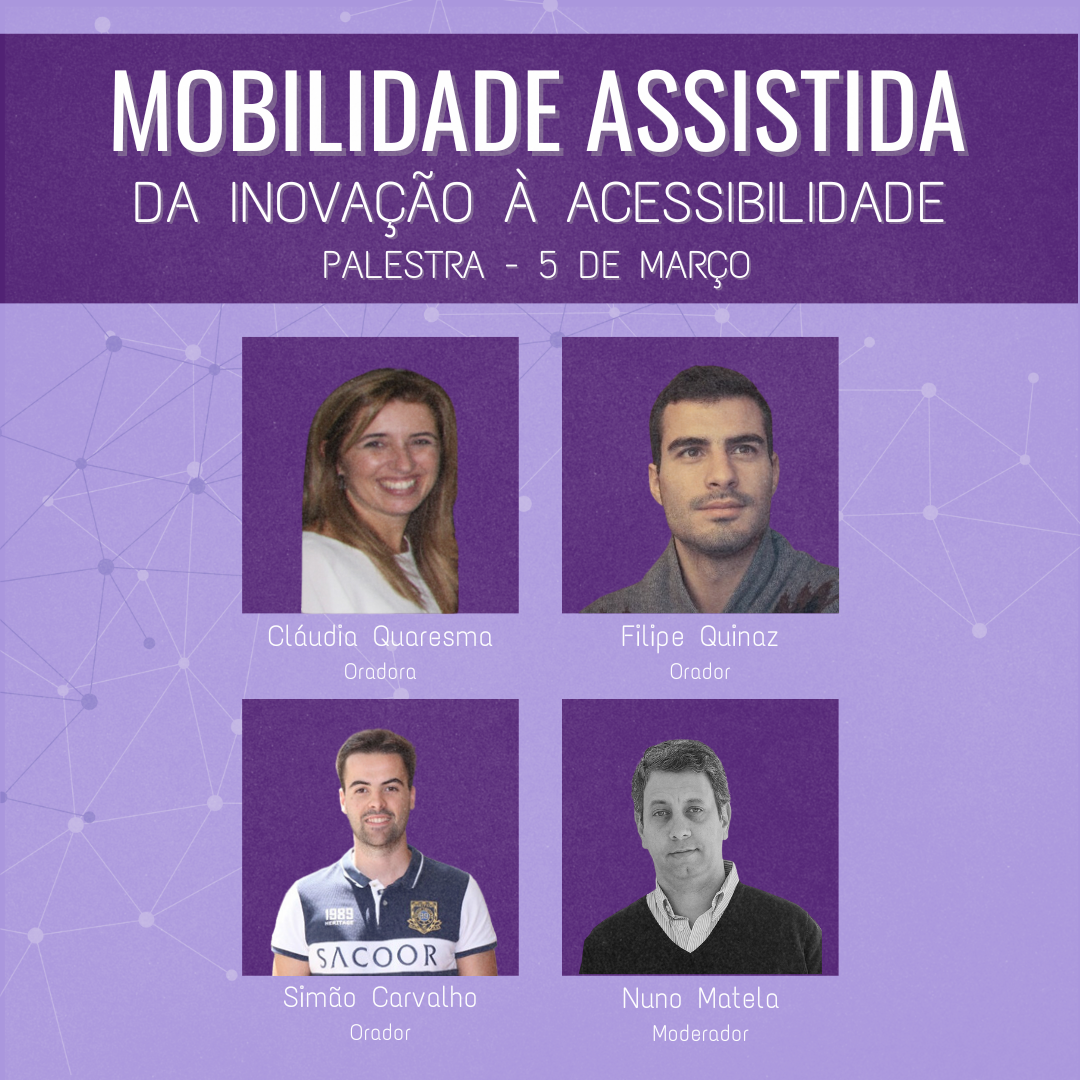 MOBILIDADE ASSISTIDA
DA INOVAÇÃO À ACESSIBILIDADE
PALESTRA - 5 DE MARÇO
Cláudia Quaresma
Oradora
Filipe Quinaz
Orador
1989
HERITAGE
SACOOR
Simão Carvalho
Orador
Nuno Matela
Moderador